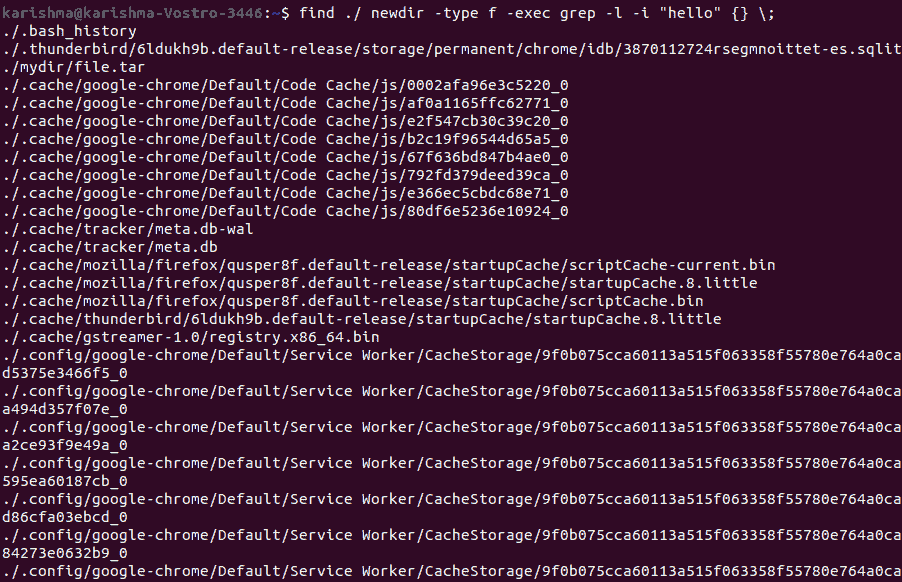 karishma@karishma-Vostro-3446:~$ find ./ newdir -type f -exec grep -l -i "hello" {} \;
./.bash_history
./.thunderbird/6ldukh9b.default-release/storage/permanent/chrome/idb/3870112724rsegmnoittet-es.sqlit
./mydir/file.tar
./.cache/google-chrome/Default/Code Cache/js/0002afa96e3c5220_0
./.cache/google-chrome/Default/Code Cache/js/af0a1165ffc62771_0
./.cache/google-chrome/Default/Code Cache/js/e2f547cb30c39c20_0
./.cache/google-chrome/Default/Code Cache/js/b2c19f96544d65a5_0
./.cache/google-chrome/Default/Code Cache/js/67f636bd847b4ae0_0
./.cache/google-chrome/Default/Code Cache/js/792fd379deed39ca_0
./.cache/google-chrome/Default/Code Cache/js/e366ec5cbdc68e71_0
./.cache/google-chrome/Default/Code Cache/js/80df6e5236e10924_0
./.cache/tracker/meta.db-wal
./.cache/tracker/meta.db
./.cache/mozilla/firefox/qusper8f.default-release/startupCache/scriptCache-current.bin
./.cache/mozilla/firefox/qusper8f.default-release/startupCache/startupCache.8.little
./.cache/mozilla/firefox/qusper8f.default-release/startupCache/scriptCache.bin
./.cache/thunderbird/6ldukh9b.default-release/startupCache/startupCache.8.little
./.cache/gstreamer-1.0/registry.x86_64.bin
./.config/google-chrome/Default/Service Worker/CacheStorage/9f0b075cca60113a515f063358f55780e764a0ca
d5375e3466f5_0
./.config/google-chrome/Default/Service Worker/CacheStorage/9f0b075cca60113a515f063358f55780e764a0ca
a494d357f07e_0
./.config/google-chrome/Default/Service Worker/CacheStorage/9f0b075cca60113a515f063358f55780e764a0ca
a2ce93f9e49a_0
./.config/google-chrome/Default/Service Worker/CacheStorage/9f0b075cca60113a515f063358f55780e764a0ca
595ea60187cb_0
./.config/google-chrome/Default/Service Worker/CacheStorage/9f0b075cca60113a515f063358f55780e764a0ca
d86cfa03ebcd_0
./.config/google-chrome/Default/Service Worker/CacheStorage/9f0b075cca60113a515f063358f55780e764a0ca
84273e0632b9_0
./.config/google-chrome/Default/Service Worker/CacheStorage/9f0b075cca60113a515f063358f55780e764a0ca